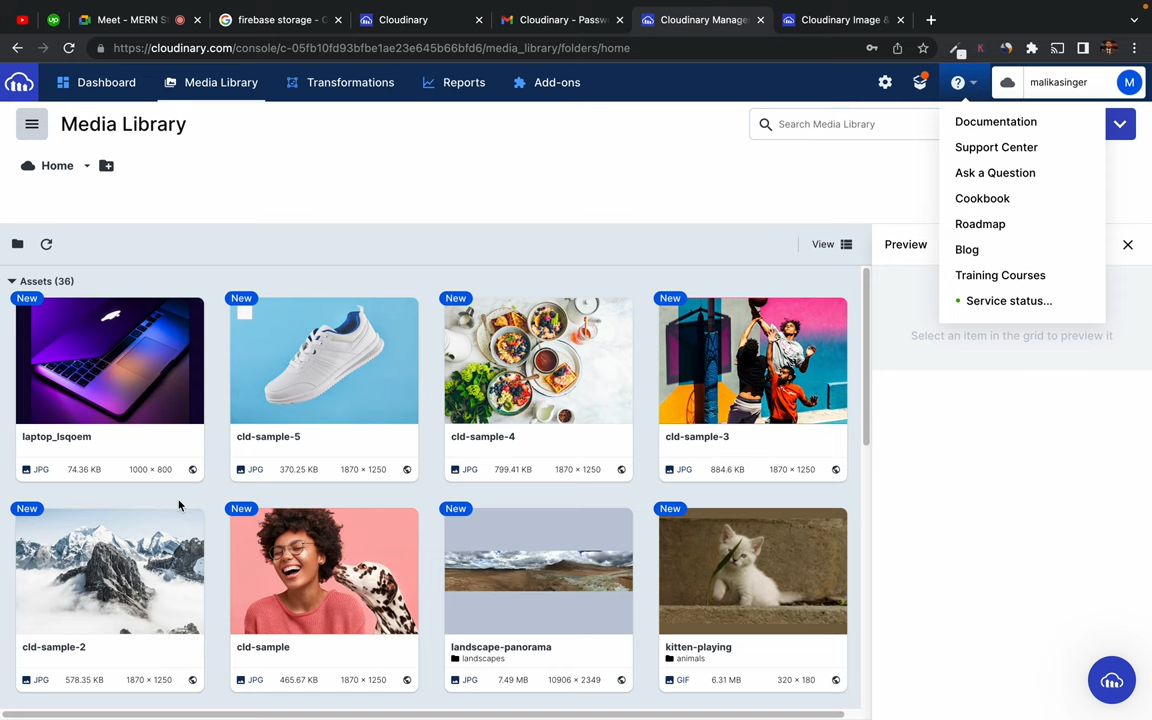 Meet - MERN S
firebase storage - G
Cloudinary
Cloudinary - Passw
Cloudinary Manage
Cloudinary Image &
https://cloudinary.com/console/c-05fb10fd93bfbe1ae23e645b66bfd6/media_library/folders/home
Dashboard
Media Library
Transformations
Reports
Add-ons
malikasinger
M
Media Library
Search Media Library
Documentation
Support Center
Ask a Question
Cookbook
Roadmap
Blog
Training Courses
Service status...
Home
View
Preview
Select an item in the grid to preview it
Assets (36)
New
New
New
New
laptop_lsqoem
cld-sample-5
cld-sample-4
cld-sample-3
JPG 74.36 KB 1000 × 800
JPG 370.25 KB 1870 × 1250
JPG 799.41 KB 1870 × 1250
JPG 884.6 KB 1870 × 1250
New
New
New
New
cld-sample-2
cld-sample
landscape-panorama
landscapes
kitten-playing
animals
JPG 578.35 KB 1870 × 1250
JPG 465.67 KB 1870 × 1250
JPG 7.49 MB 10906 × 2349
GIF 6.31 MB 320 × 180